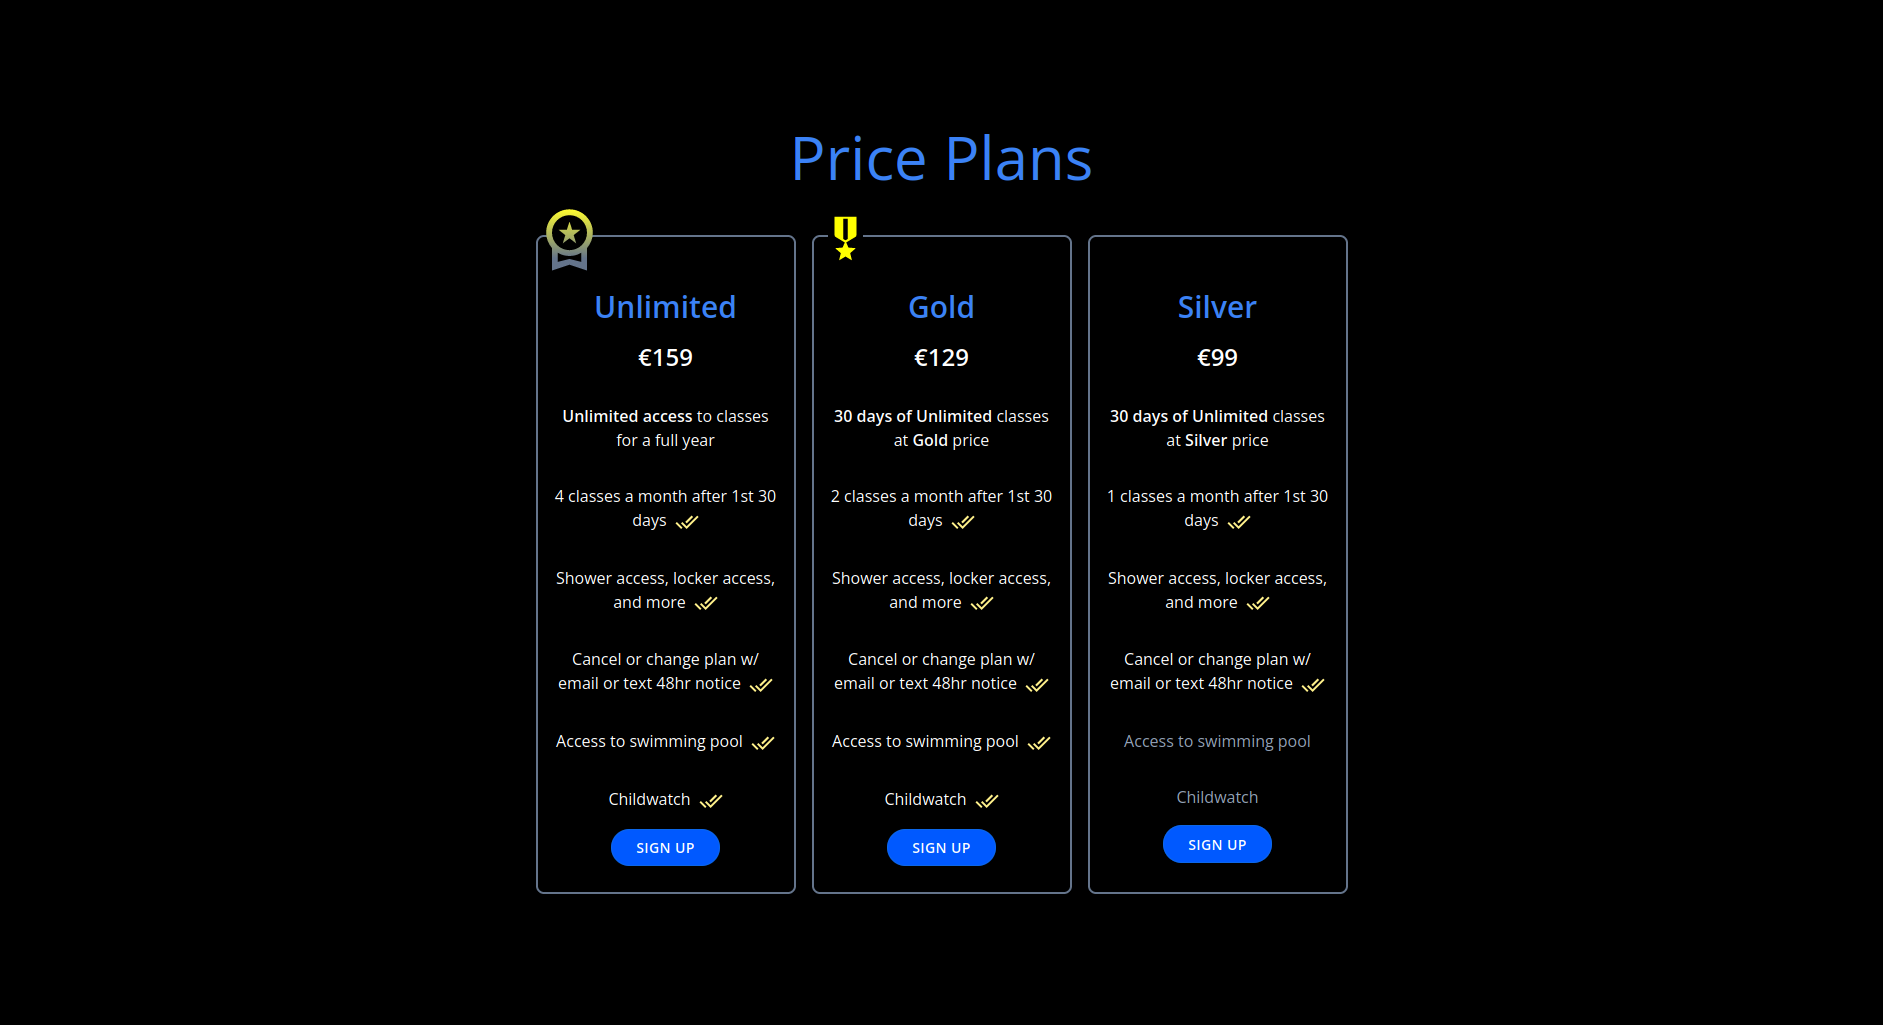 Price Plans
Unlimited
€159
Unlimited access to classes
for a full year
4 classes a month after 1st 30
days
Shower access, locker access,
and more
Cancel or change plan w/
email or text 48hr notice
Access to swimming pool
Childwatch
SIGN UP
Gold
€129
30 days of Unlimited classes
at Gold price
2 classes a month after 1st 30
days
Shower access, locker access,
and more
Cancel or change plan w/
email or text 48hr notice
Access to swimming pool
Childwatch
SIGN UP
Silver
€99
30 days of Unlimited classes
at Silver price
1 classes a month after 1st 30
days
Shower access, locker access,
and more
Cancel or change plan w/
email or text 48hr notice
Access to swimming pool
Childwatch
SIGN UP